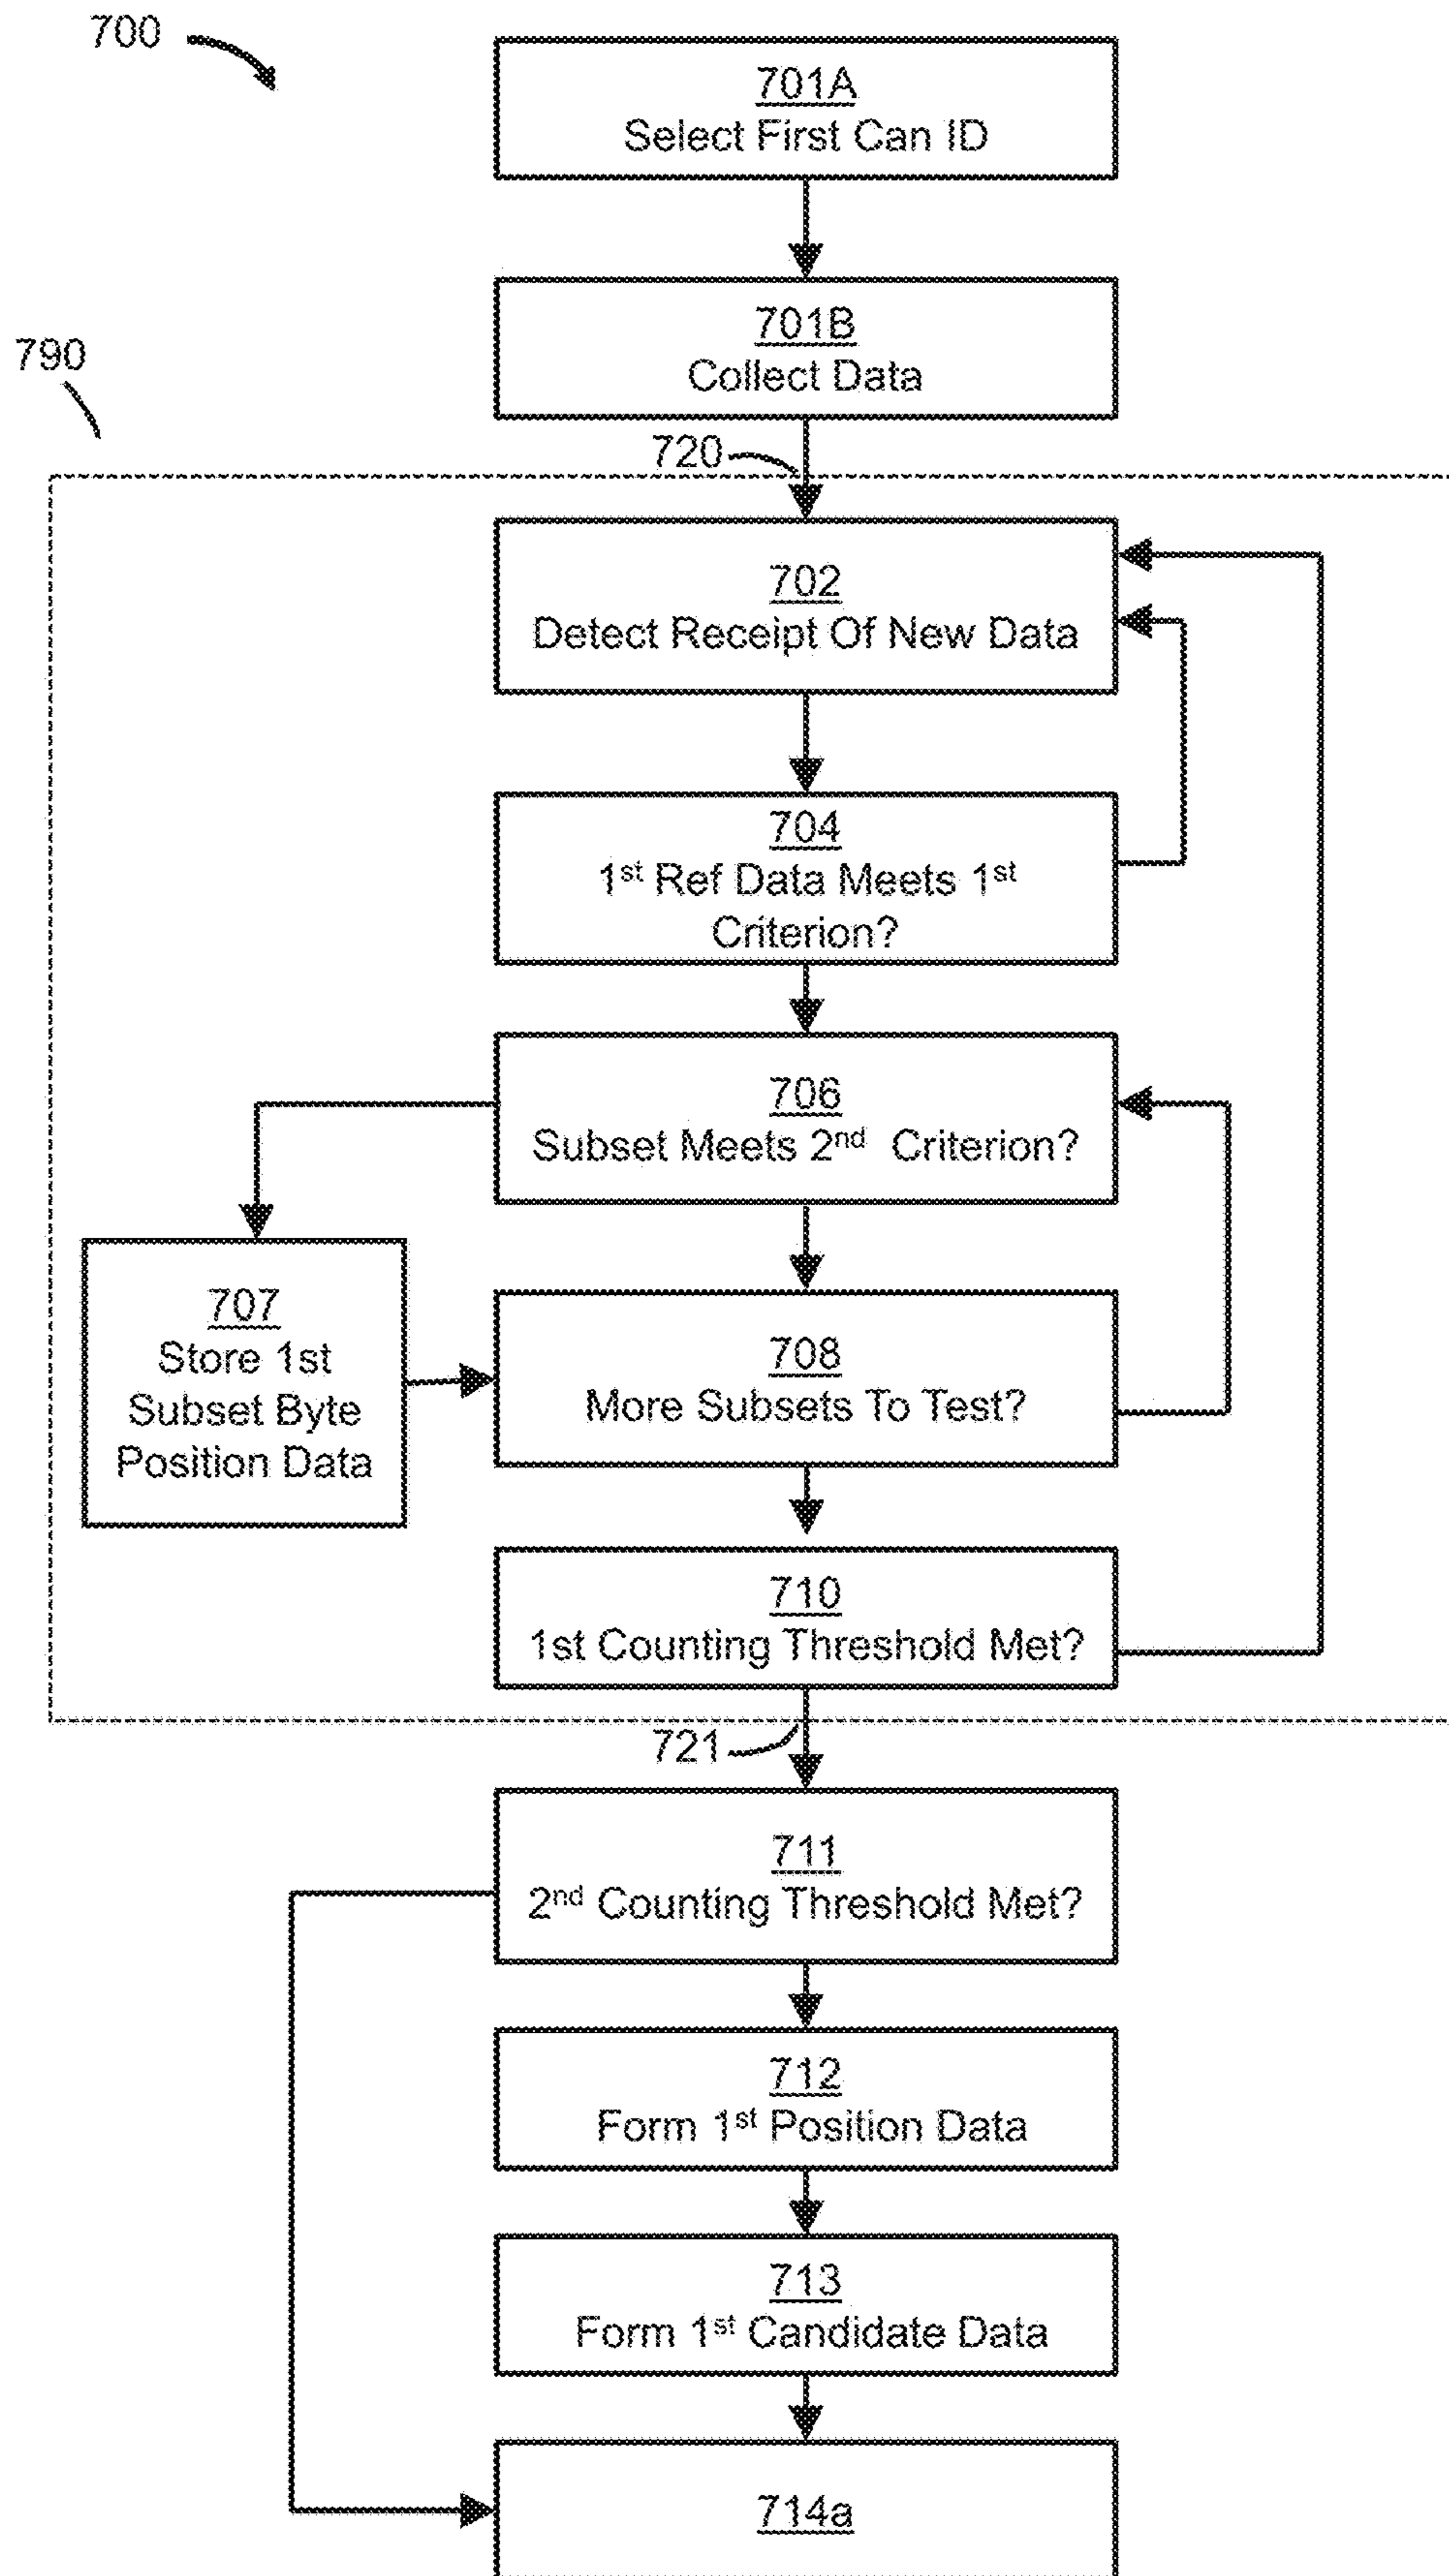 700
701A
Select First Can ID
701B
Collect Data
790
720
702
Detect Receipt Of New Data
704
1st Ref Data Meets 1st
Criterion?
706
Subset Meets 2nd Criterion?
707
Store 1st
Subset Byte
Position Data
708
More Subsets To Test?
710
1st Counting Threshold Met?
721
711
2nd Counting Threshold Met?
712
Form 1st Position Data
713
Form 1st Candidate Data
714a